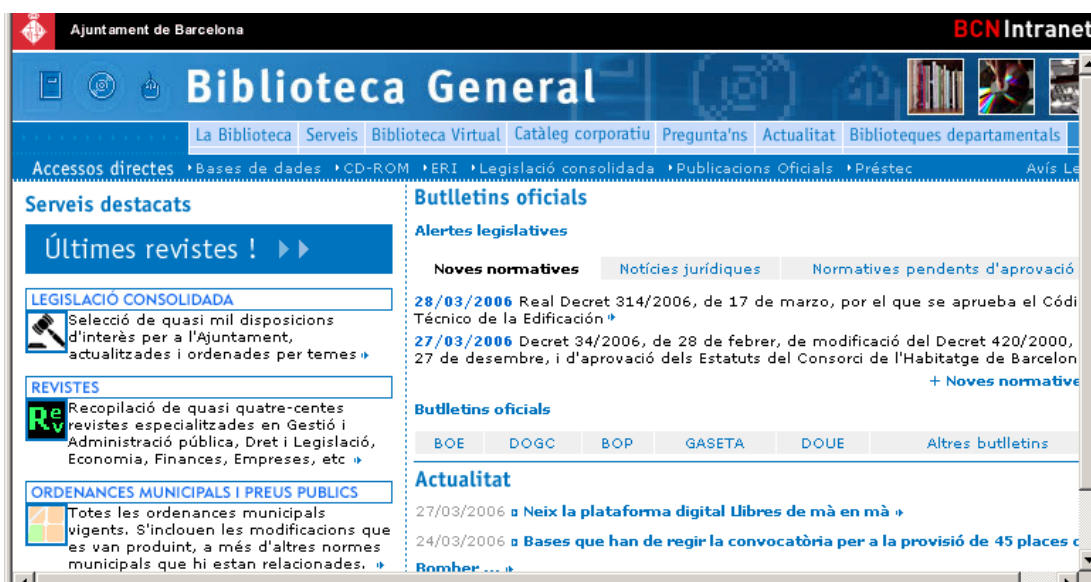 Ajuntament de Barcelona
BCNIntranet
Biblioteca General
La Biblioteca Serveis Biblioteca Virtual Catàleg corporatiu Pregunta'ns Actualitat Biblioteques departamentals
Accessos directes Bases de dades CD-ROM ERI Legislació consolidada Publicacions Oficials Préstec Avís
Serveis destacats
Últimes revistes !
LEGISLACIÓ CONSOLIDADA
Selecció de quasi mil disposicions
d'interès per a l'Ajuntament,
actualitzades i ordenades per temes
REVISTES
Recopilació de quasi quatre-centes
revistes especialitzades en Gestió i
Administració pública, Dret i Legislació,
Economia, Finances, Empreses, etc
ORDENANCES MUNICIPALS I PREUS PUBLICS
Totes les ordenances municipals
vigents. S'inclouen les modificacions que
es van produint, a més d'altres normes
municipals que hi estan relacionades.
Butlletins oficials
Alertes legislatives
Noves normatives Notícies jurídiques Normatives pendents d'aprovació
28/03/2006 Real Decret 314/2006, de 17 de marzo, por el que se aprueba el Códi
Técnico de la Edificación
27/03/2006 Decret 34/2006, de 28 de febrer, de modificació del Decret 420/2000,
27 de desembre, i d'aprovació dels Estatuts del Consorci de l'Habitatge de Barcelon
+ Noves normative
Butlletins oficials
BOE DOGC BOP GASETA DOUE Altres butlletins
Actualitat
27/03/2006 Neix la plataforma digital Llibres de mà en mà
24/03/2006 Bases que han de regir la convocatòria per a la provisió de 45 places
Bomber ...